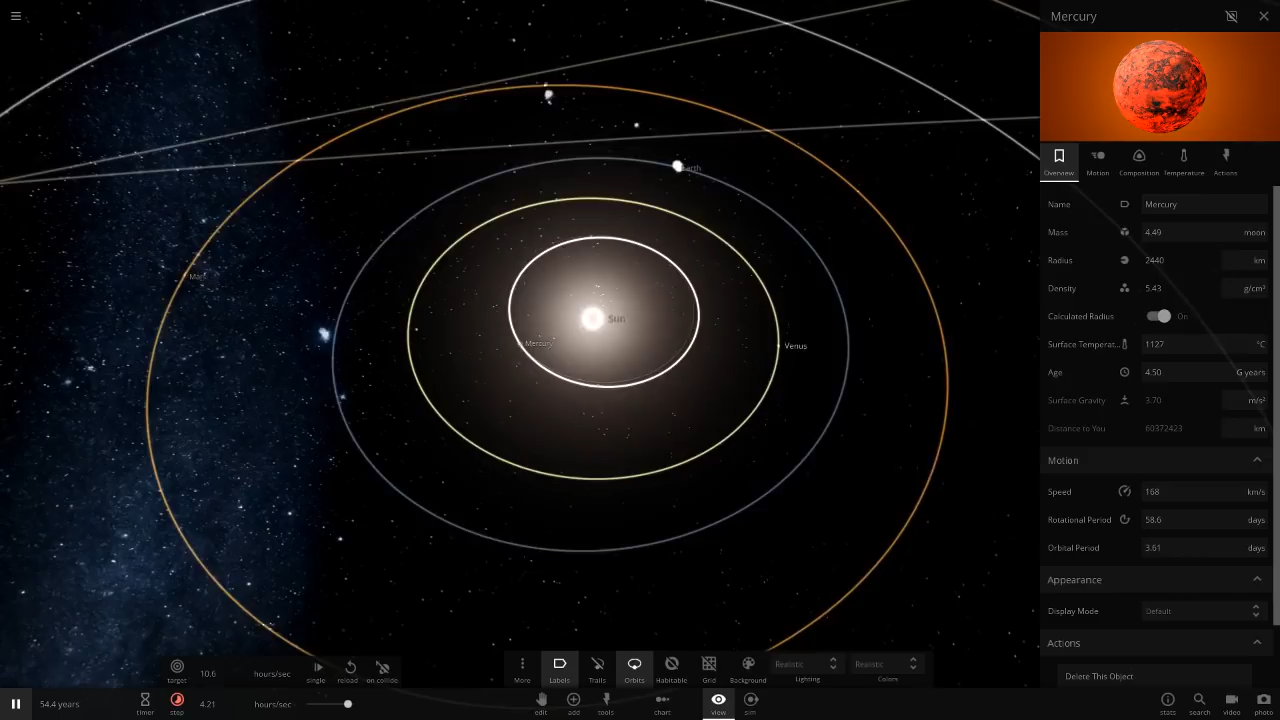 Mercury
Overview
Motion
Composition
Temperature
Actions
Name
Mercury
Mass
4.49
moon
Radius
2440
km
Density
5.43
g/cm³
Calculated Radius
On
Surface Temperat...
1127
°C
Age
4.50
G years
Surface Gravity
3.70
m/s²
Distance to You
60372423
km
Motion
Speed
168
km/s
Rotational Period
58.6
days
Orbital Period
3.61
days
Appearance
Display Mode
Default
Actions
Delete This Object
Earth
Mars
Sun
Mercury
Venus
target
10.6
hours/sec
single
reload
on collide
More
Labels
Trails
Orbits
Habitable
Grid
Background
Realistic
Lighting
Realistic
Colors
54.4 years
timer
step
4.21
hours/sec
edit
add
tools
chart
view
sim
stats
search
video
photo